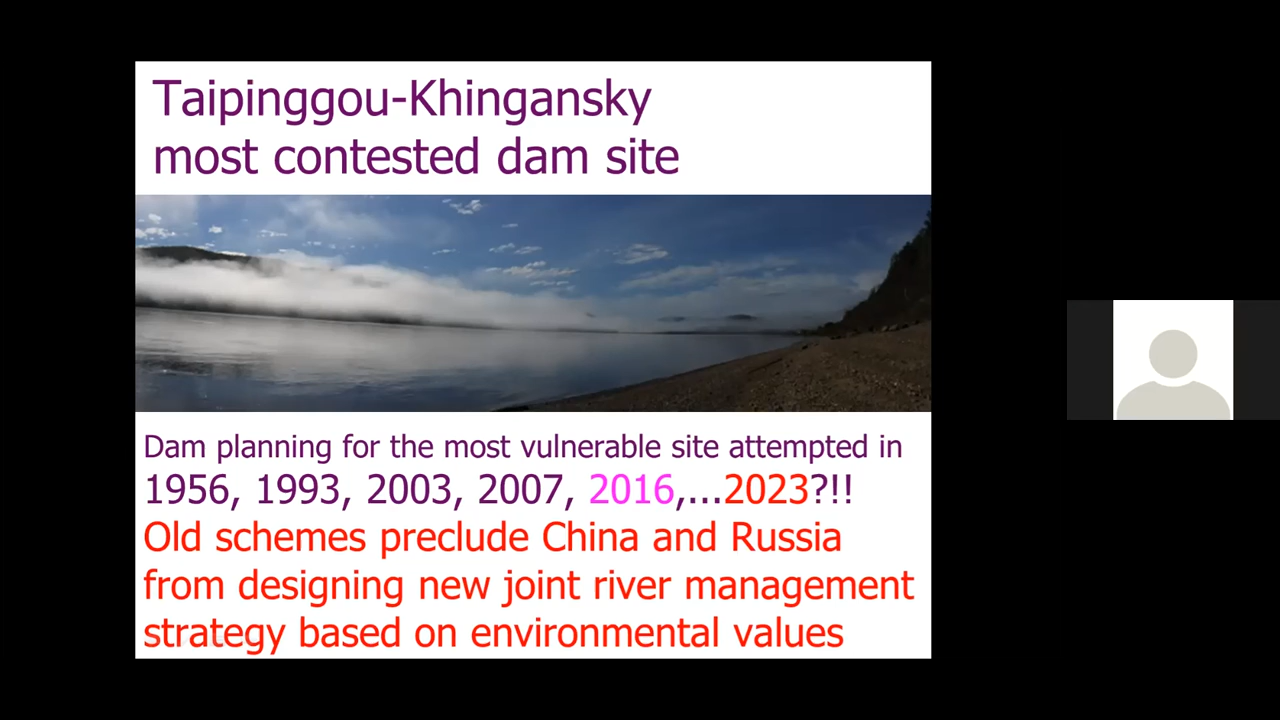 Taipinggou-Khingansky
most contested dam site
Dam planning for the most vulnerable site attempted in
1956, 1993, 2003, 2007, 2016,...2023?!!
Old schemes preclude China and Russia
from designing new joint river management
strategy based on environmental values